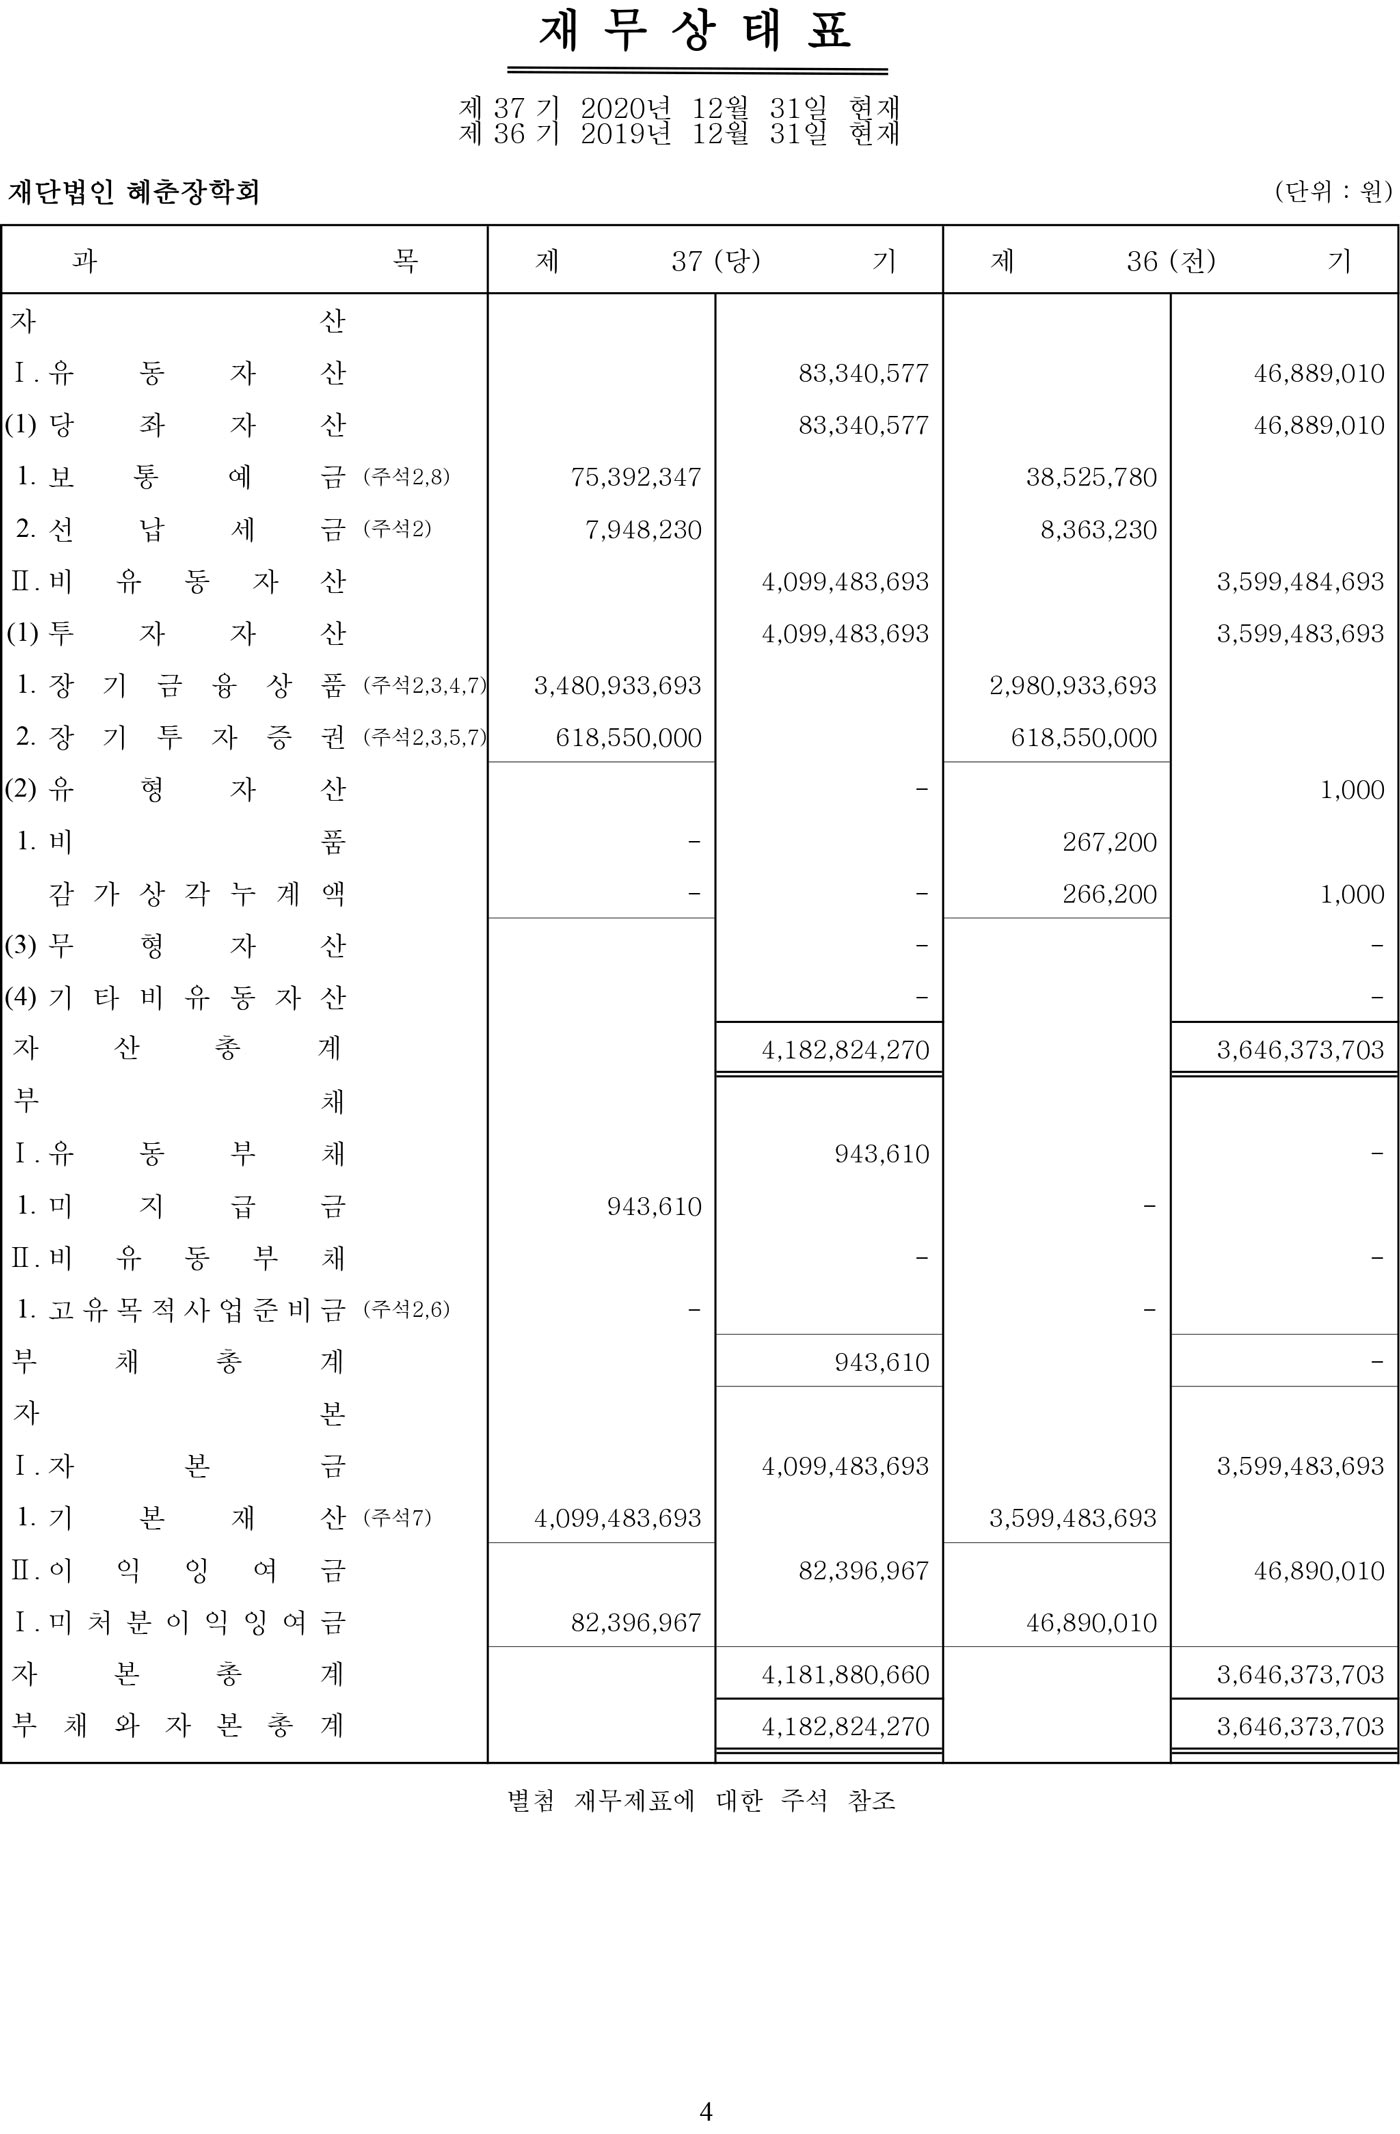 재 무 상 태 표
제 37 기 2020년 12월 31일 현재
제 36 기 2019년 12월 31일 현재
재단법인 혜춘장학회 (단위 : 원)
과 목 제 37 (당) 기 제 36 (전) 기
자 산
Ⅰ. 유 동 자 산 83,340,577 46,889,010
(1) 당 좌 자 산 83,340,577 46,889,010
1. 보 통 예 금 (주석2,8) 75,392,347 38,525,780
2. 선 납 세 금 (주석2) 7,948,230 8,363,230
Ⅱ. 비 유 동 자 산 4,099,483,693 3,599,484,693
(1) 투 자 자 산 4,099,483,693 3,599,483,693
1. 장 기 금 융 상 품 (주석2,3,4,7) 3,480,933,693 2,980,933,693
2. 장 기 투 자 증 권 (주석2,3,5,7) 618,550,000 618,550,000
(2) 유 형 자 산 - 1,000
1. 비 품 - 267,200
감 가 상 각 누 계 액 - - 266,200 1,000
(3) 무 형 자 산 - -
(4) 기 타 비 유 동 자 산 - -
자 산 총 계 4,182,824,270 3,646,373,703
부 채
Ⅰ. 유 동 부 채 943,610 -
1. 미 지 급 금 943,610 -
Ⅱ. 비 유 동 부 채 - -
1. 고 유 목 적 사 업 준 비 금 (주석2,6) - -
부 채 총 계 943,610 -
자 본
Ⅰ. 자 본 금 4,099,483,693 3,599,483,693
1. 기 본 재 산 (주석7) 4,099,483,693 3,599,483,693
Ⅱ. 이 익 잉 여 금 82,396,967 46,890,010
Ⅰ. 미 처 분 이 익 잉 여 금 82,396,967 46,890,010
자 본 총 계 4,181,880,660 3,646,373,703
부 채 와 자 본 총 계 4,182,824,270 3,646,373,703
별첨 재무제표에 대한 주석 참조
4